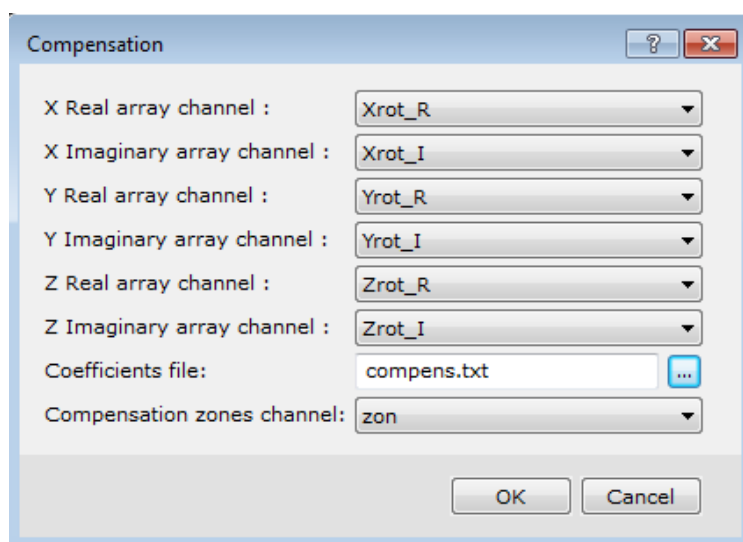 Compensation
X Real array channel : Xrot_R
X Imaginary array channel : Xrot_I
Y Real array channel : Yrot_R
Y Imaginary array channel : Yrot_I
Z Real array channel : Zrot_R
Z Imaginary array channel : Zrot_I
Coefficients file: compens.txt ...
Compensation zones channel: zon
OK Cancel